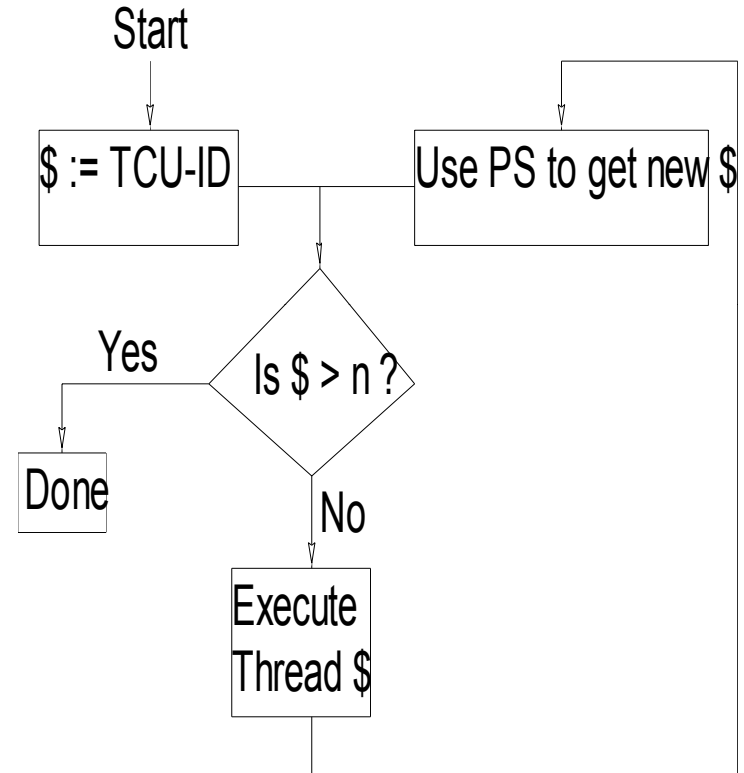 Start
$ := TCU-ID
Use PS to get new $
Is $ > n ?
Yes
Done
No
Execute
Thread $